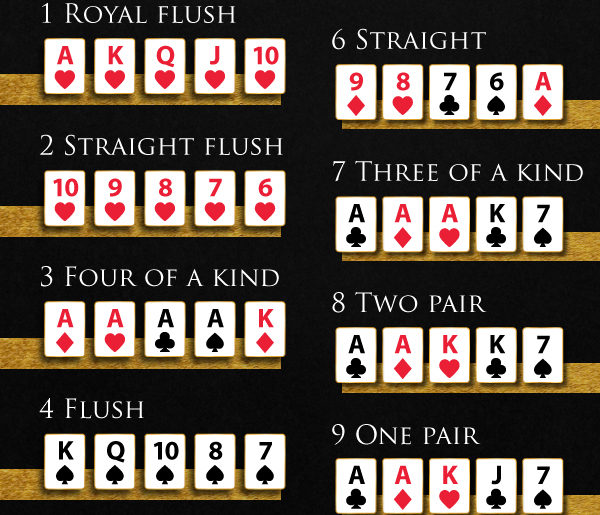 1 Royal flush
A K Q J 10
2 Straight flush
10 9 8 7 6
3 Four of a kind
A A A A K
4 Flush
K Q 10 8 7
6 Straight
9 8 7 6 A
7 Three of a kind
A A A K 7
8 Two pair
A A K K 7
9 One pair
A A K J 7